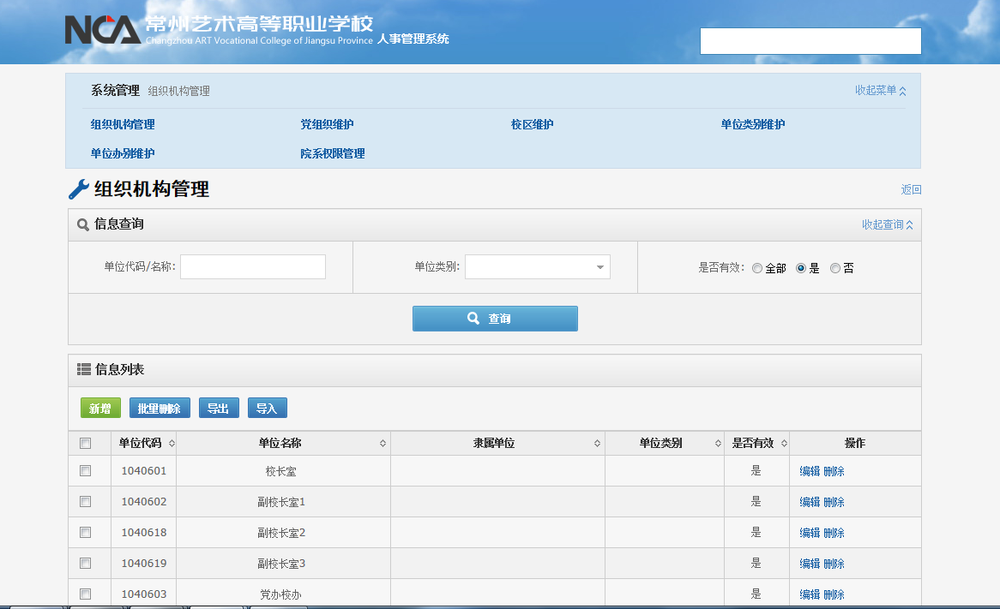 NCA 常州艺术高等职业学校
Changzhou ART Vocational College of Jiangsu Province 人事管理系统
系统管理 组织机构管理 收起菜单
组织机构管理 党组织维护 校区维护 单位类别维护
单位办别维护 院系权限管理
组织机构管理 返回
信息查询 收起查询
单位代码/名称: 单位类别: 是否有效: 全部 是 否
查询
信息列表
新增 批量删除 导出 导入
单位代码 单位名称 隶属单位 单位类别 是否有效 操作
1040601 校长室 是 编辑 删除
1040602 副校长室1 是 编辑 删除
1040618 副校长室2 是 编辑 删除
1040619 副校长室3 是 编辑 删除
1040603 党办校办 是 编辑 删除